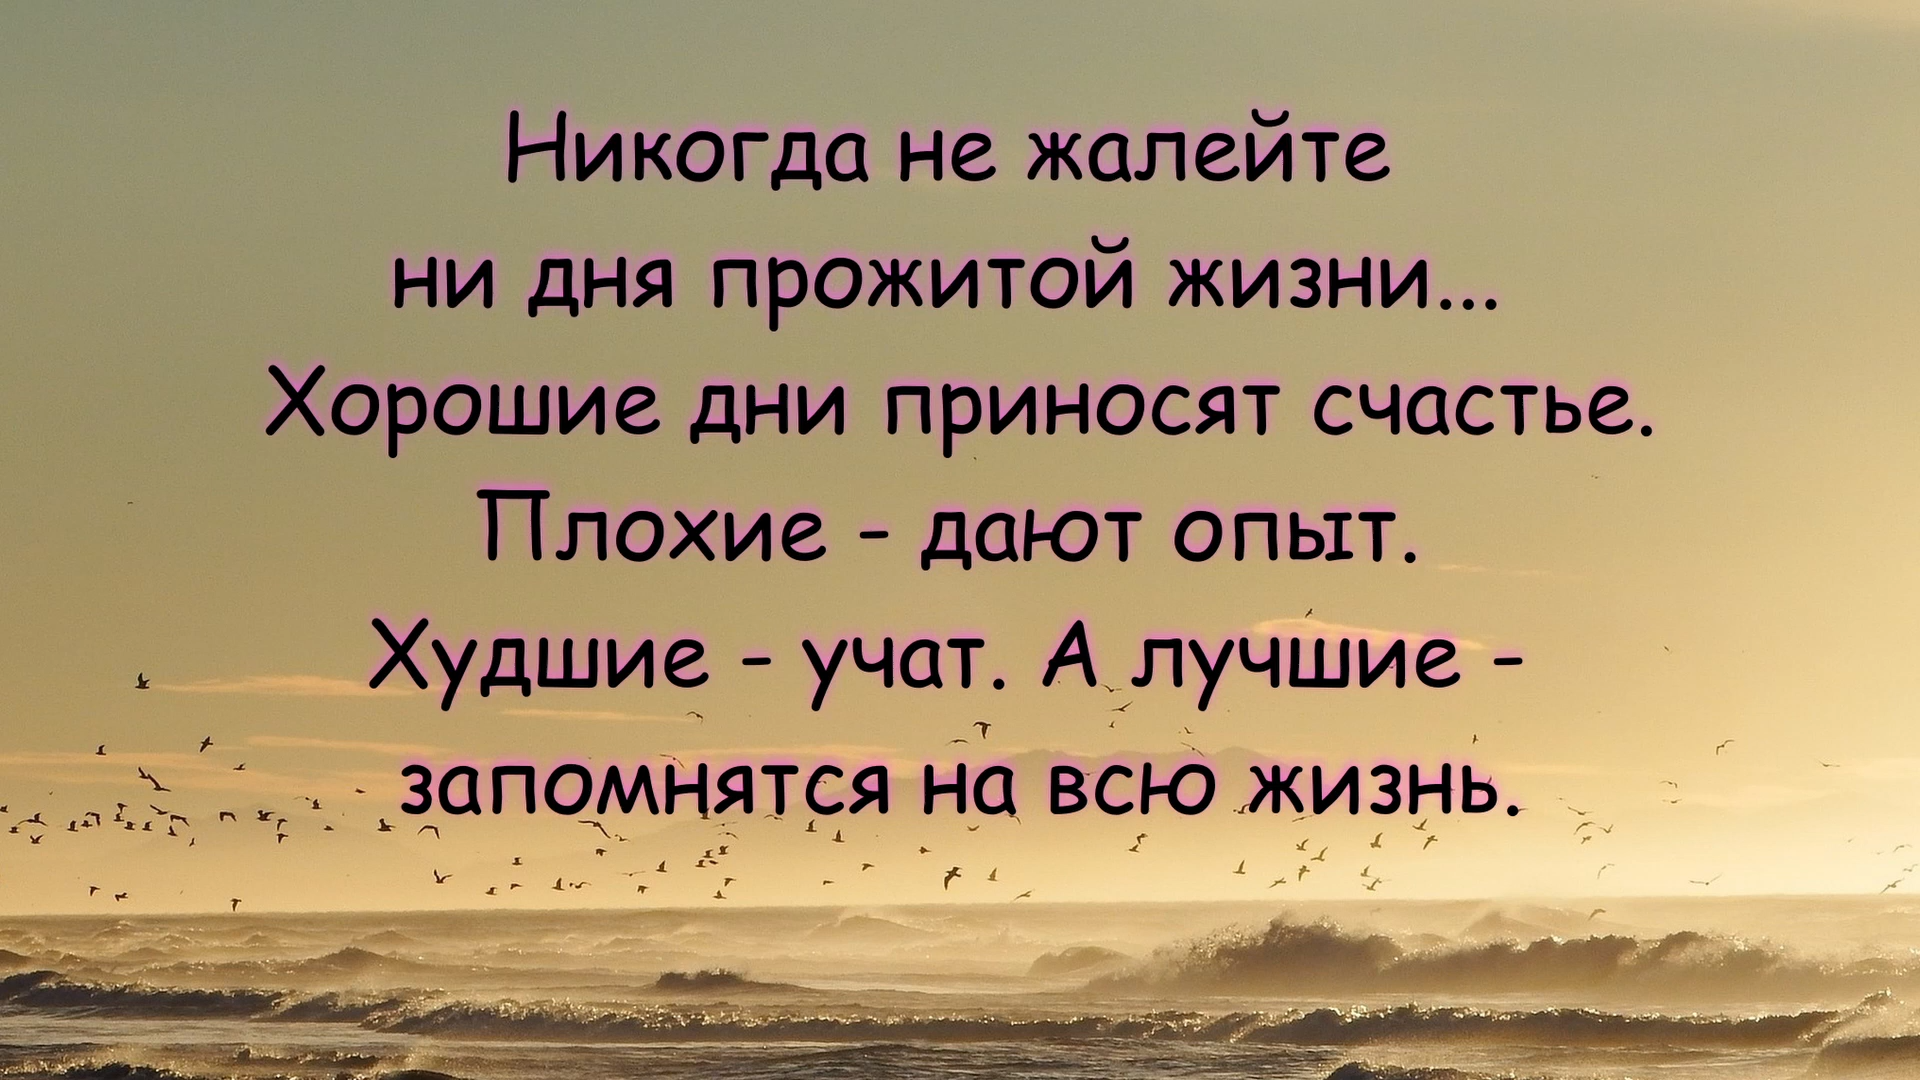 Никогда не жалейте
ни дня прожитой жизни...
Хорошие дни приносят счастье.
Плохие - дают опыт.
Худшие - учат. А лучшие -
запомнятся на всю жизнь.